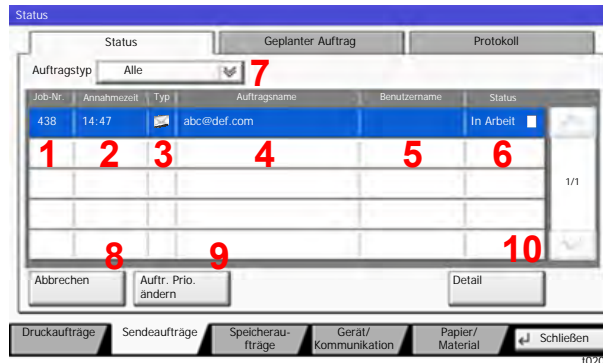 Status
Status Geplanter Auftrag Protokoll
Auftragstyp Alle 7
Job-Nr. Annahmezeit Typ Auftragsname Benutzername Status
438 14:47 abc@def.com In Arbeit
1 2 3 4 5 6
1/1
8 9 10
Abbrechen Auftr. Prio. Detail
ändern
Druckaufträge Sendeaufträge Speicherau- Gerät/ Papier/ Schließen
fträge Kommunikation Material